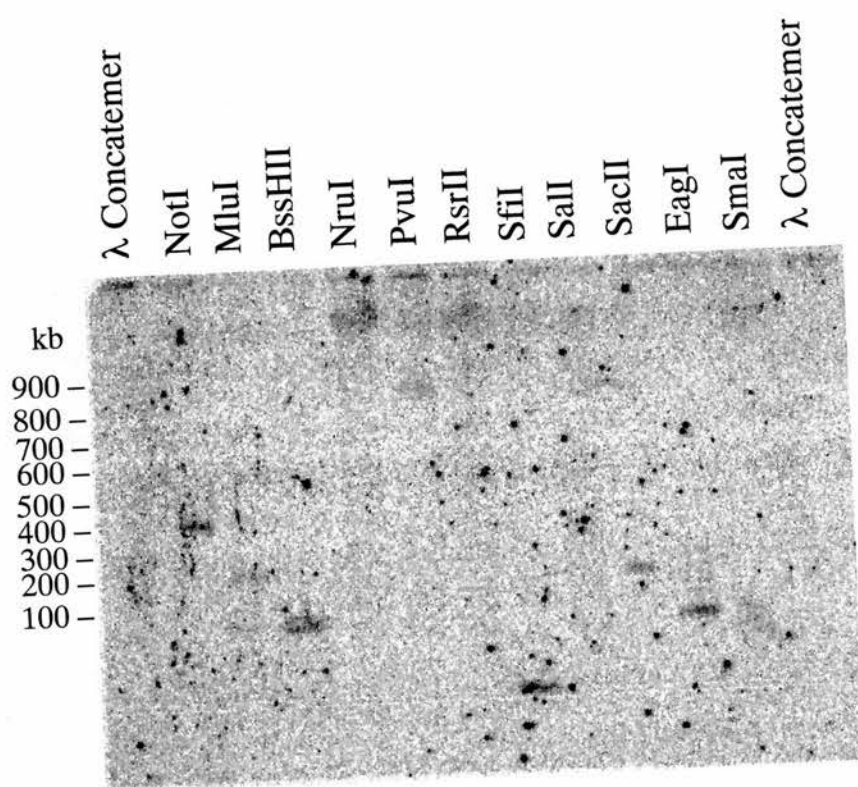 λ Concatemer
NotI
MluI
BssHII
NruI
PvuI
RsrII
SfiI
SalI
SacII
EagI
SmaI
λ Concatemer
kb
900
800
700
600
500
400
300
200
100